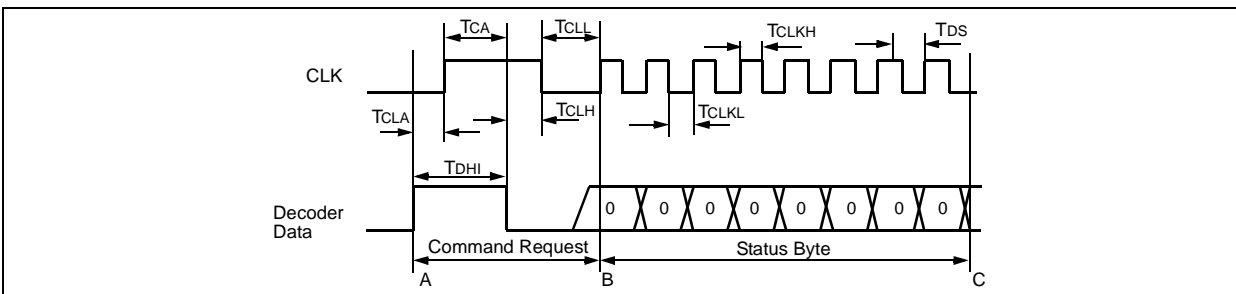 TCA TCLL TCLKH TDS
CLK
TCLA TCLH TCLKL
TDHI
Decoder
Data
0 0 0 0 0 0 0 0
Command Request Status Byte
A B C